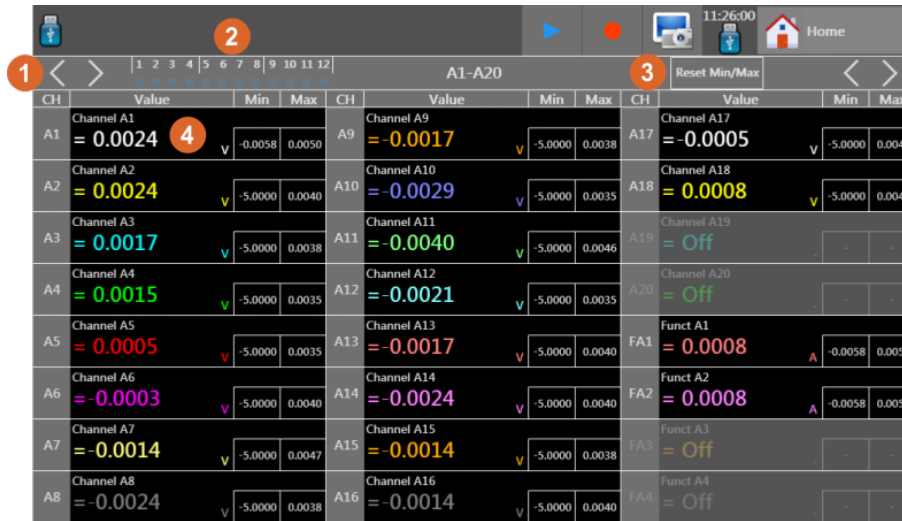 11:26:00
Home
2
1
1 2 3 4 5 6 7 8 9 10 11 12
A1-A20
3
Reset Min/Max
CH Value Min Max CH Value Min Max CH Value Min
Channel A1
A1 = 0.0024 4 V -0.0058 0.0050
Channel A9
A9 =-0.0017 V -5.0000 0.0038
Channel A17
A17 =-0.0005 V -5.0000
Channel A2
A2 = 0.0024 V -5.0000 0.0040
Channel A10
A10 =-0.0029 V -5.0000 0.0035
Channel A18
A18 = 0.0008 V -5.0000
Channel A3
A3 = 0.0017 V -5.0000 0.0038
Channel A11
A11 =-0.0040 V -5.0000 0.0046
Channel A19
A19 = Off - -
Channel A4
A4 = 0.0015 V -5.0000 0.0035
Channel A12
A12 =-0.0021 V -5.0000 0.0035
Channel A20
A20 = Off - -
Channel A5
A5 = 0.0005 V -5.0000 0.0035
Channel A13
A13 =-0.0017 V -5.0000 0.0040
Funct A1
FA1 = 0.0008 A -0.0058
Channel A6
A6 =-0.0003 V -5.0000 0.0040
Channel A14
A14 =-0.0024 V -5.0000 0.0040
Funct A2
FA2 = 0.0008 A -0.0058
Channel A7
A7 =-0.0014 V -5.0000 0.0047
Channel A15
A15 =-0.0014 V -5.0000 0.0038
Funct A3
FA3 = Off - -
Channel A8
A8 =-0.0024 V -5.0000 0.0038
Channel A16
A16 =-0.0014 V -5.0000 0.0040
Funct A4
FA4 = Off - -